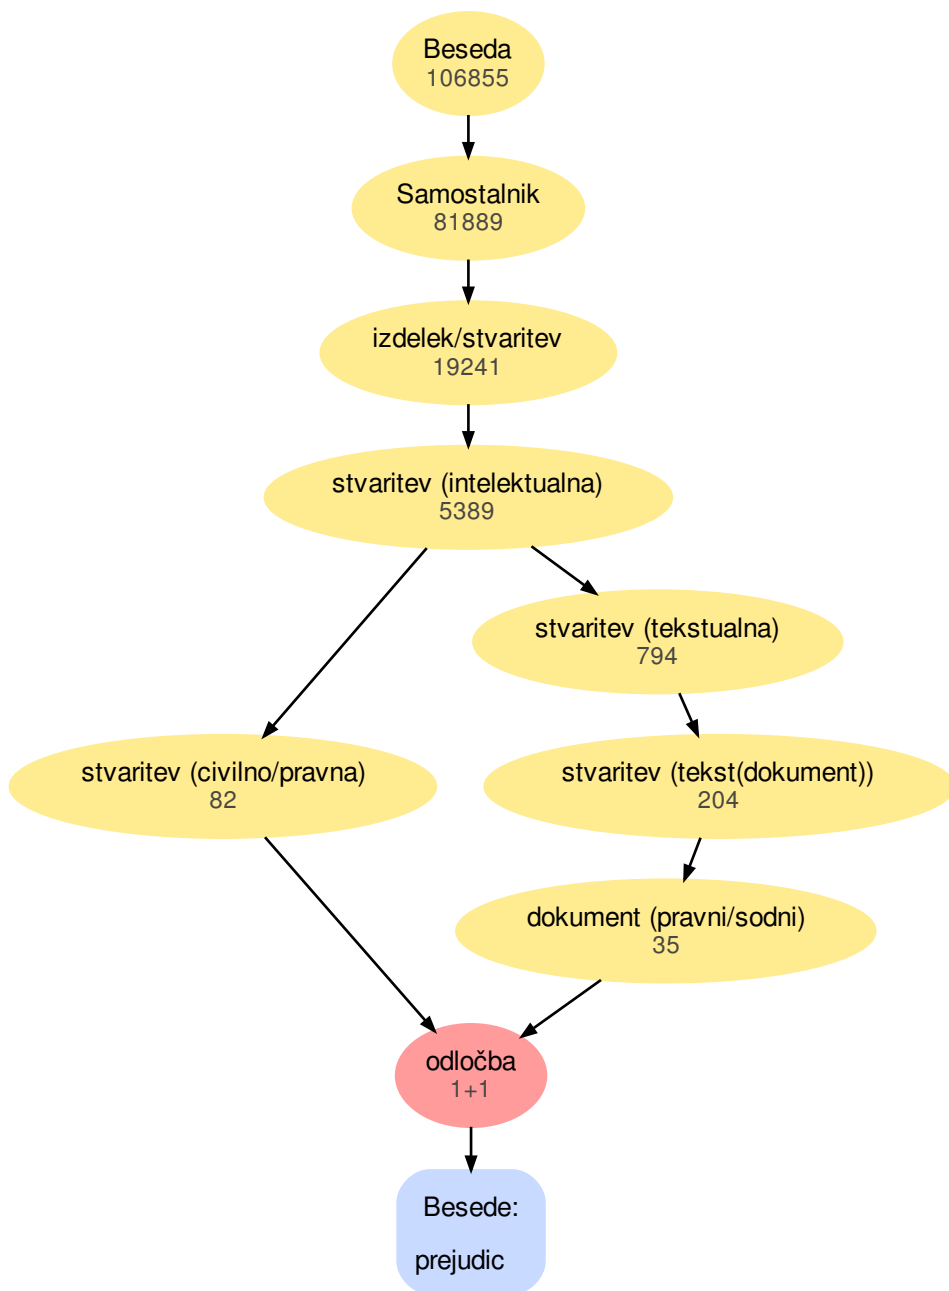 Beseda
106855
Samostalnik
81889
izdelek/stvaritev
19241
stvaritev (intelektualna)
5389
stvaritev (tekstualna)
794
stvaritev (civilno/pravna)
82
stvaritev (tekst(dokument))
204
dokument (pravni/sodni)
35
odločba
1+1
Besede:
prejudic